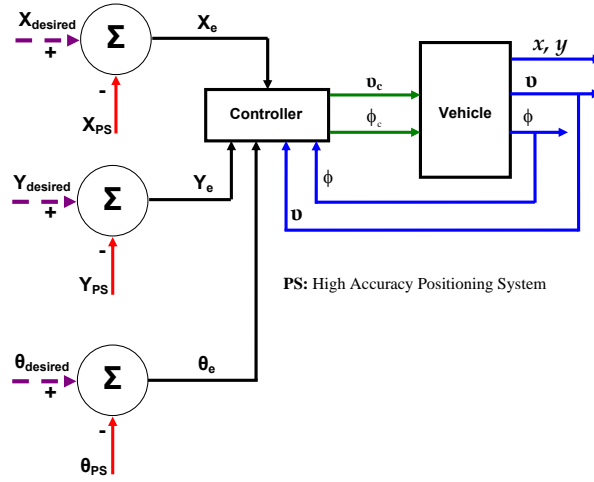 X_desired
+
Σ
-
X_PS
X_e
Controller
υ_c
ϕ_c
Vehicle
x, y
υ
ϕ
Y_desired
+
Σ
-
Y_PS
Y_e
ϕ
υ
PS: High Accuracy Positioning System
θ_desired
+
Σ
-
θ_PS
θ_e